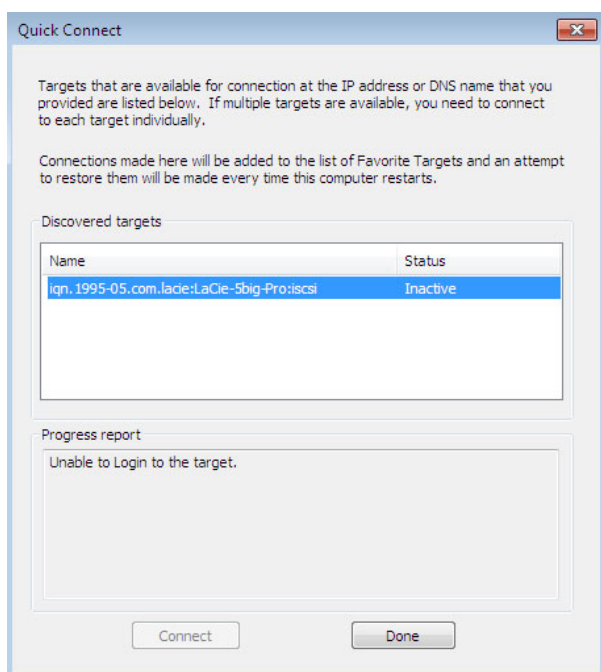 Quick Connect
Targets that are available for connection at the IP address or DNS name that you
provided are listed below. If multiple targets are available, you need to connect
to each target individually.
Connections made here will be added to the list of Favorite Targets and an attempt
to restore them will be made every time this computer restarts.
Discovered targets
Name Status
iqn.1995-05.com.lacie:LaCie-5big-Pro:iscsi Inactive
Progress report
Unable to Login to the target.
Connect Done